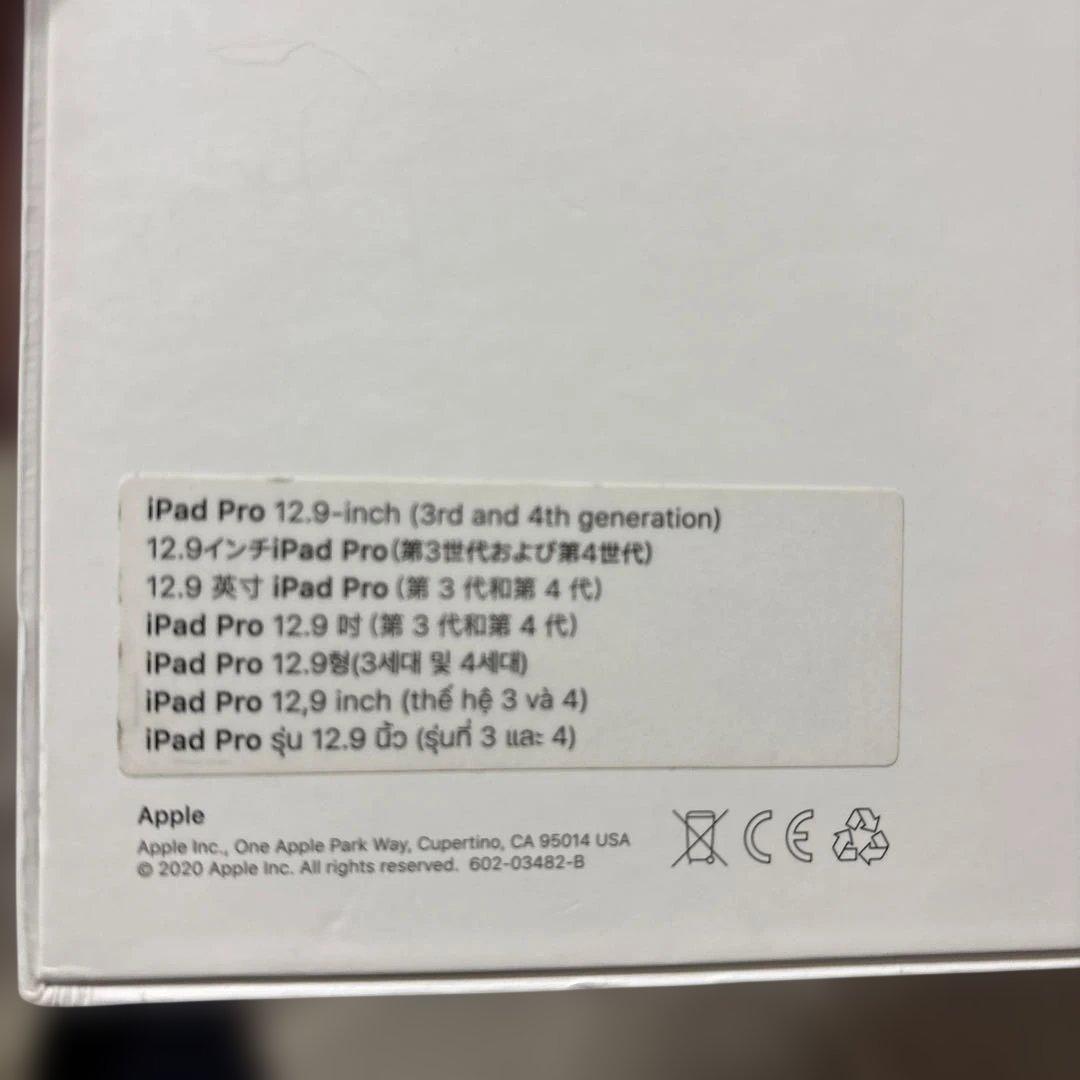 iPad Pro 12.9-inch (3rd and 4th generation)
12.9インチiPad Pro(第3世代および第4世代)
12.9 英寸 iPad Pro (第 3 代和第 4 代)
iPad Pro 12.9 吋 (第 3 代和第 4 代)
iPad Pro 12.9형(3세대 및 4세대)
iPad Pro 12,9 inch (thế hệ 3 và 4)
iPad Pro รุ่น 12.9 นิ้ว (รุ่นที่ 3 และ 4)
Apple
Apple Inc., One Apple Park Way, Cupertino, CA 95014 USA
© 2020 Apple Inc. All rights reserved. 602-03482-B
CE